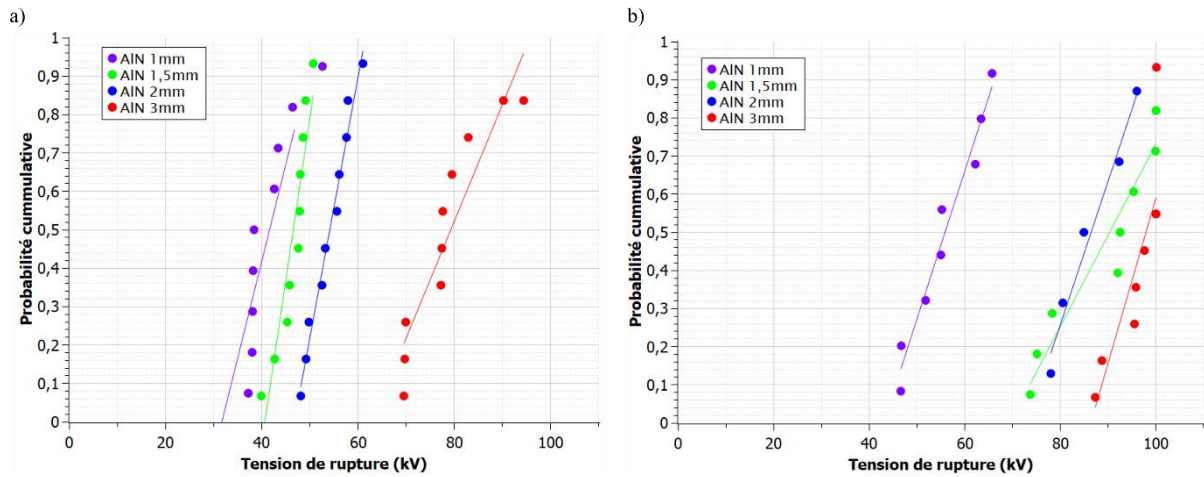 a)
b)
1
0,9
0,8
0,7
0,6
0,5
0,4
0,3
0,2
0,1
0
0 20 40 60 80 100
Probabilité cummulative
Tension de rupture (kV)
AlN 1mm
AlN 1,5mm
AlN 2mm
AlN 3mm
1
0,9
0,8
0,7
0,6
0,5
0,4
0,3
0,2
0,1
0
0 20 40 60 80 100
Probabilité cummulative
Tension de rupture (kV)
AlN 1mm
AlN 1,5mm
AlN 2mm
AlN 3mm